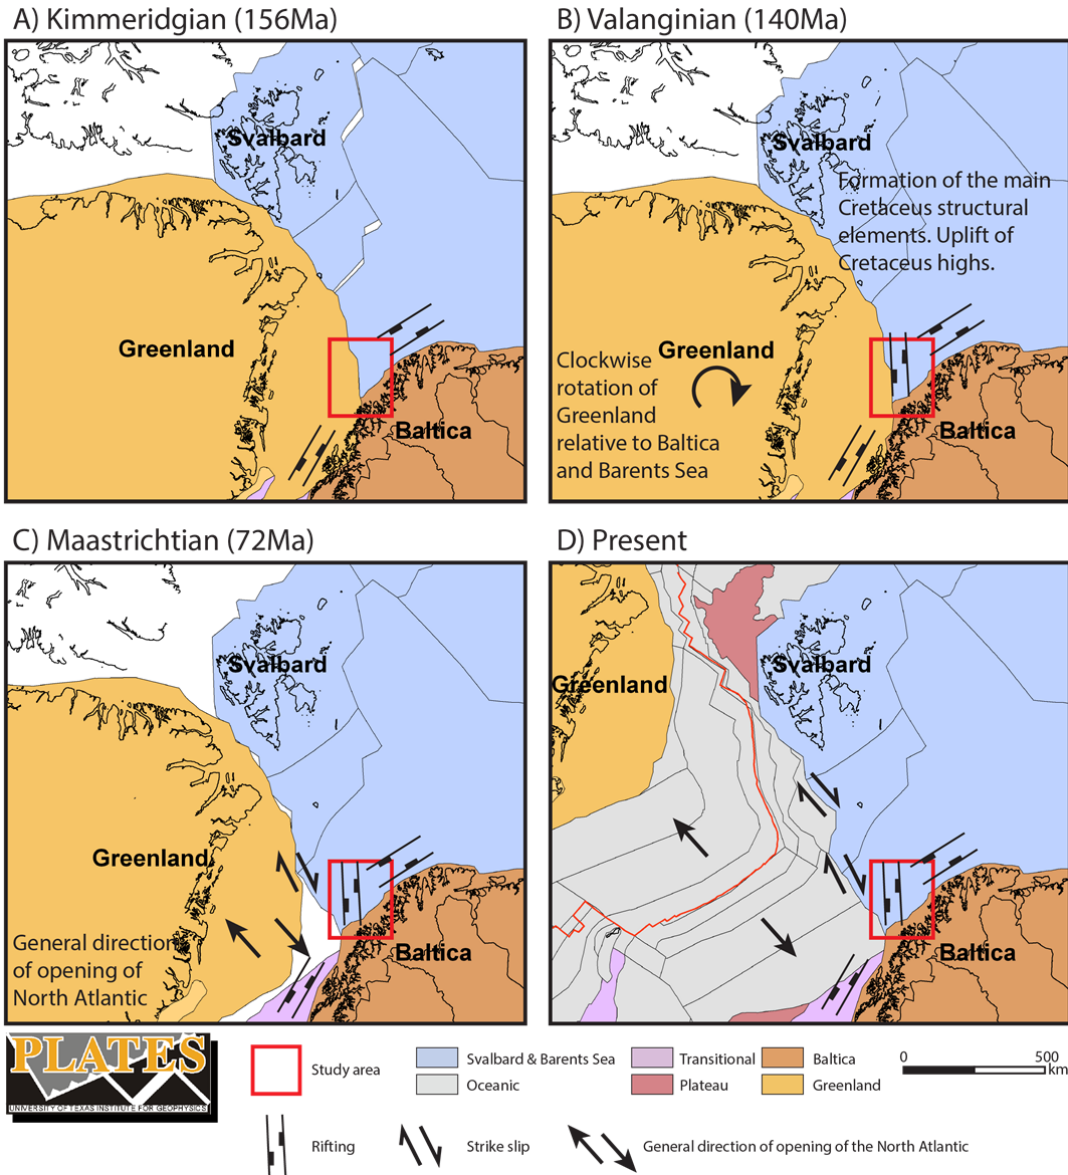 A) Kimmeridgian (156Ma)
Svalbard
Greenland
Baltica
B) Valanginian (140Ma)
Svalbard
Formation of the main
Cretaceus structural
elements. Uplift of
Cretaceus highs.
Greenland
Clockwise
rotation of
Greenland
relative to Baltica
and Barents Sea
Baltica
C) Maastrichtian (72Ma)
Svalbard
Greenland
General direction
of opening of
North Atlantic
Baltica
D) Present
Svalbard
Greenland
Baltica
PLATES
UNIVERSITY OF TEXAS INSTITUTE FOR GEOPHYSICS
Study area
Svalbard & Barents Sea
Transitional
Baltica
Oceanic
Plateau
Greenland
0 500
km
Rifting
Strike slip
General direction of opening of the North Atlantic